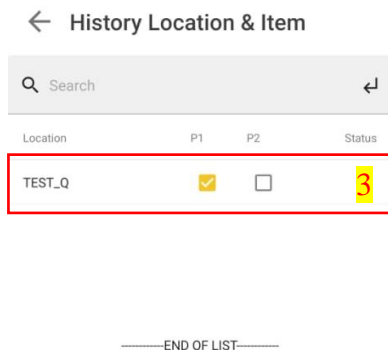 History Location & Item
Search
Location P1 P2 Status
TEST_Q 3
-----------END OF LIST-----------